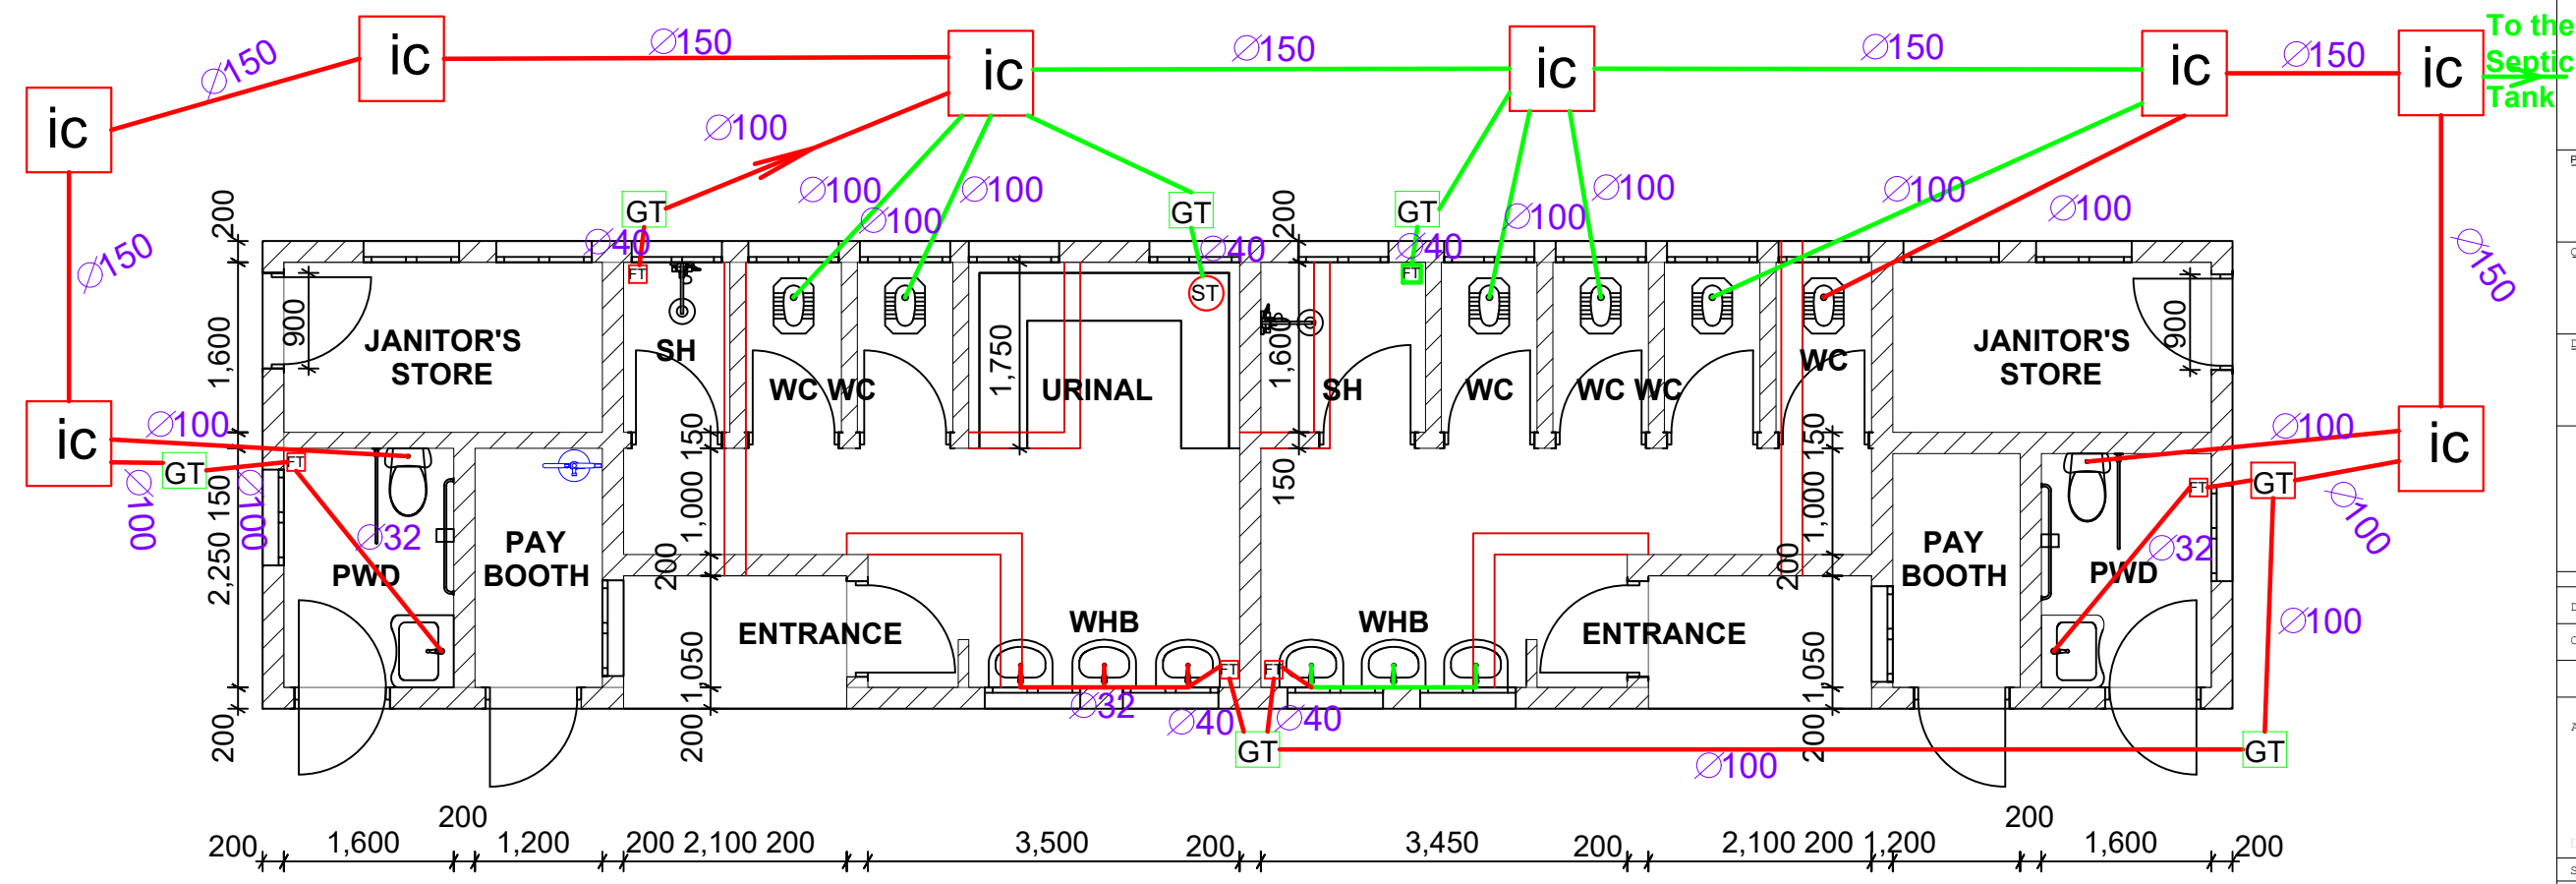 To the
Septic
Tank
ic
ic
ic
ic
ic
ic
∅150
∅150
∅150
∅150
∅150
∅100
∅100
∅100
∅100
∅100
∅100
∅100
∅100
∅150
∅150
GT
GT
GT
∅40
∅40
∅40
FT
FT
ST
200
200
900
900
1,600
1,600
1,750
JANITOR'S
STORE
JANITOR'S
STORE
SH
WC
WC
URINAL
SH
WC
WC
WC
WC
ic
ic
∅100
∅100
GT
GT
FT
FT
∅100
∅100
∅100
150
150
150
150
2,250
1,000
1,000
∅32
∅32
PWD
PAY
BOOTH
PAY
BOOTH
PWD
200
200
ENTRANCE
WHB
WHB
ENTRANCE
∅100
1,050
1,050
FT
FT
∅32
∅40
∅40
200
200
200
GT
GT
∅100
200
1,600
200
1,200
200
2,100
200
3,500
200
3,450
200
2,100
200
1,200
200
1,600
200